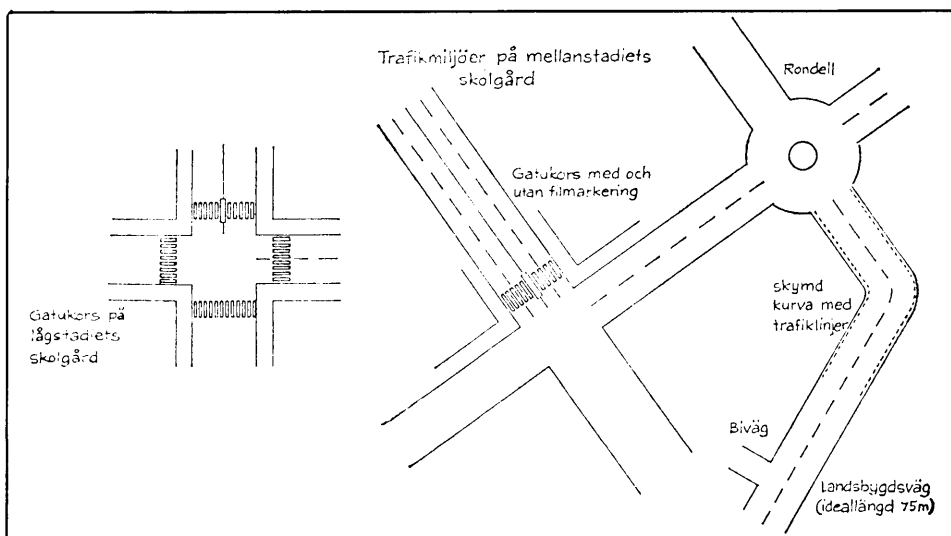 Trafikmiljöer på mellanstadiets
skolgård
Rondell
Gatukors med och
utan filmarkering
Gatukors på
lågstadiets
skolgård
skymd
kurva med
trafiklinjer
Biväg
Landsbygdsväg
(ideallängd 75m)